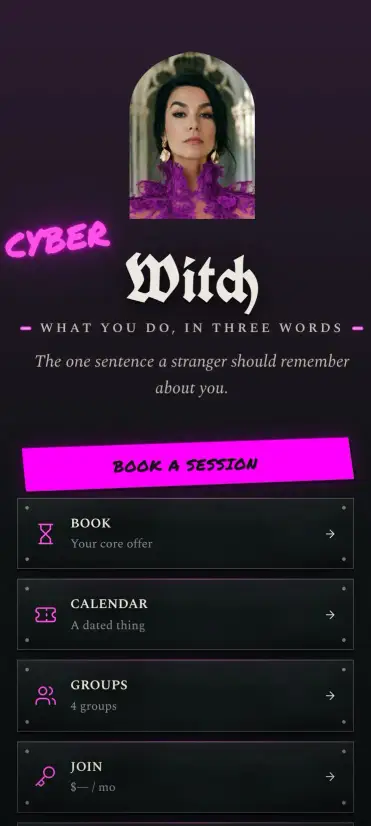 CYBER
Witch
WHAT YOU DO, IN THREE WORDS
The one sentence a stranger should remember
about you.
BOOK A SESSION
BOOK
Your core offer
CALENDAR
A dated thing
GROUPS
4 groups
JOIN
$— / mo